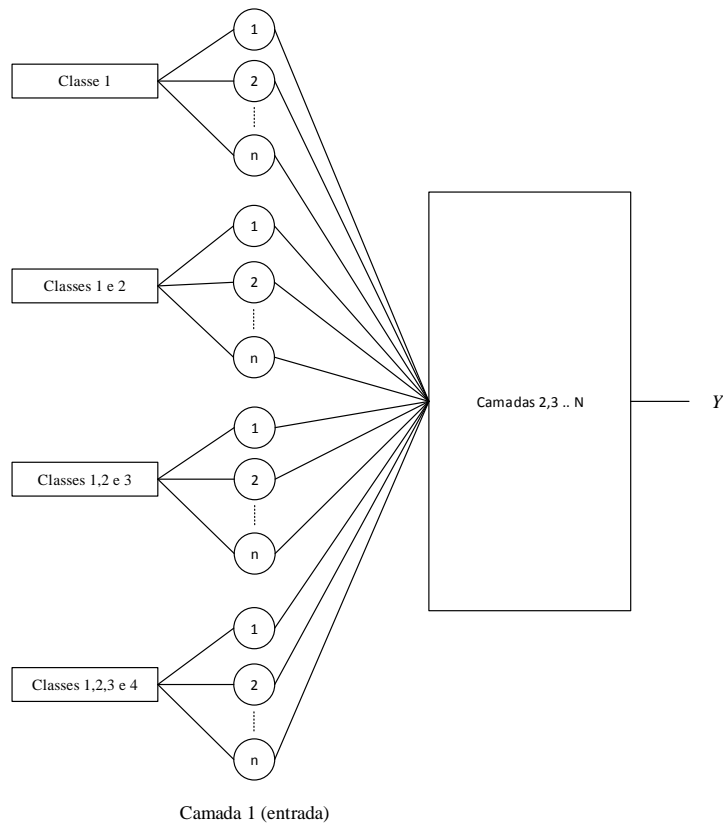 1
Classe 1
2
n
1
Classes 1 e 2
2
n
Camadas 2,3 .. N
Y
1
Classes 1,2 e 3
2
n
1
Classes 1,2,3 e 4
2
n
Camada 1 (entrada)